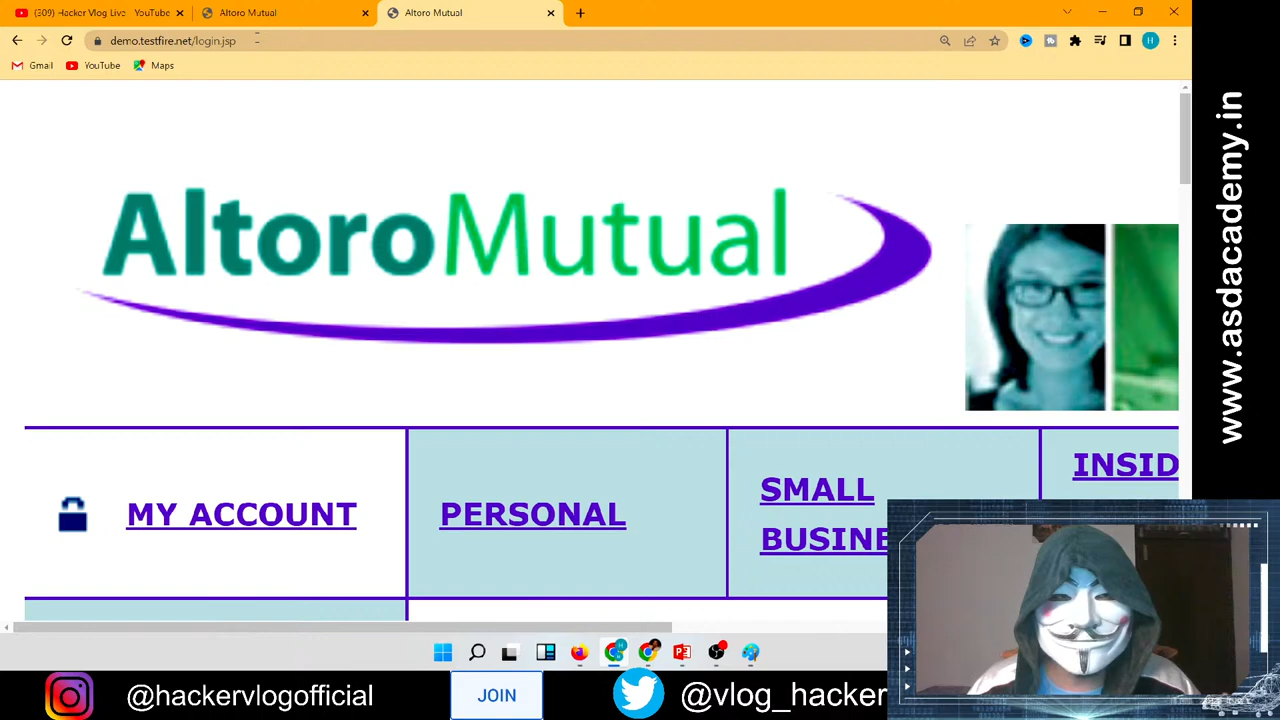 (309) Hacker Vlog Live - YouTube
Altoro Mutual
Altoro Mutual
demo.testfire.net/login.jsp
H
Gmail
YouTube
Maps
AltoroMutual
MY ACCOUNT
PERSONAL
SMALL
BUSINE
INSID
www.asdacademy.in
@hackervlogofficial
JOIN
@vlog_hacker